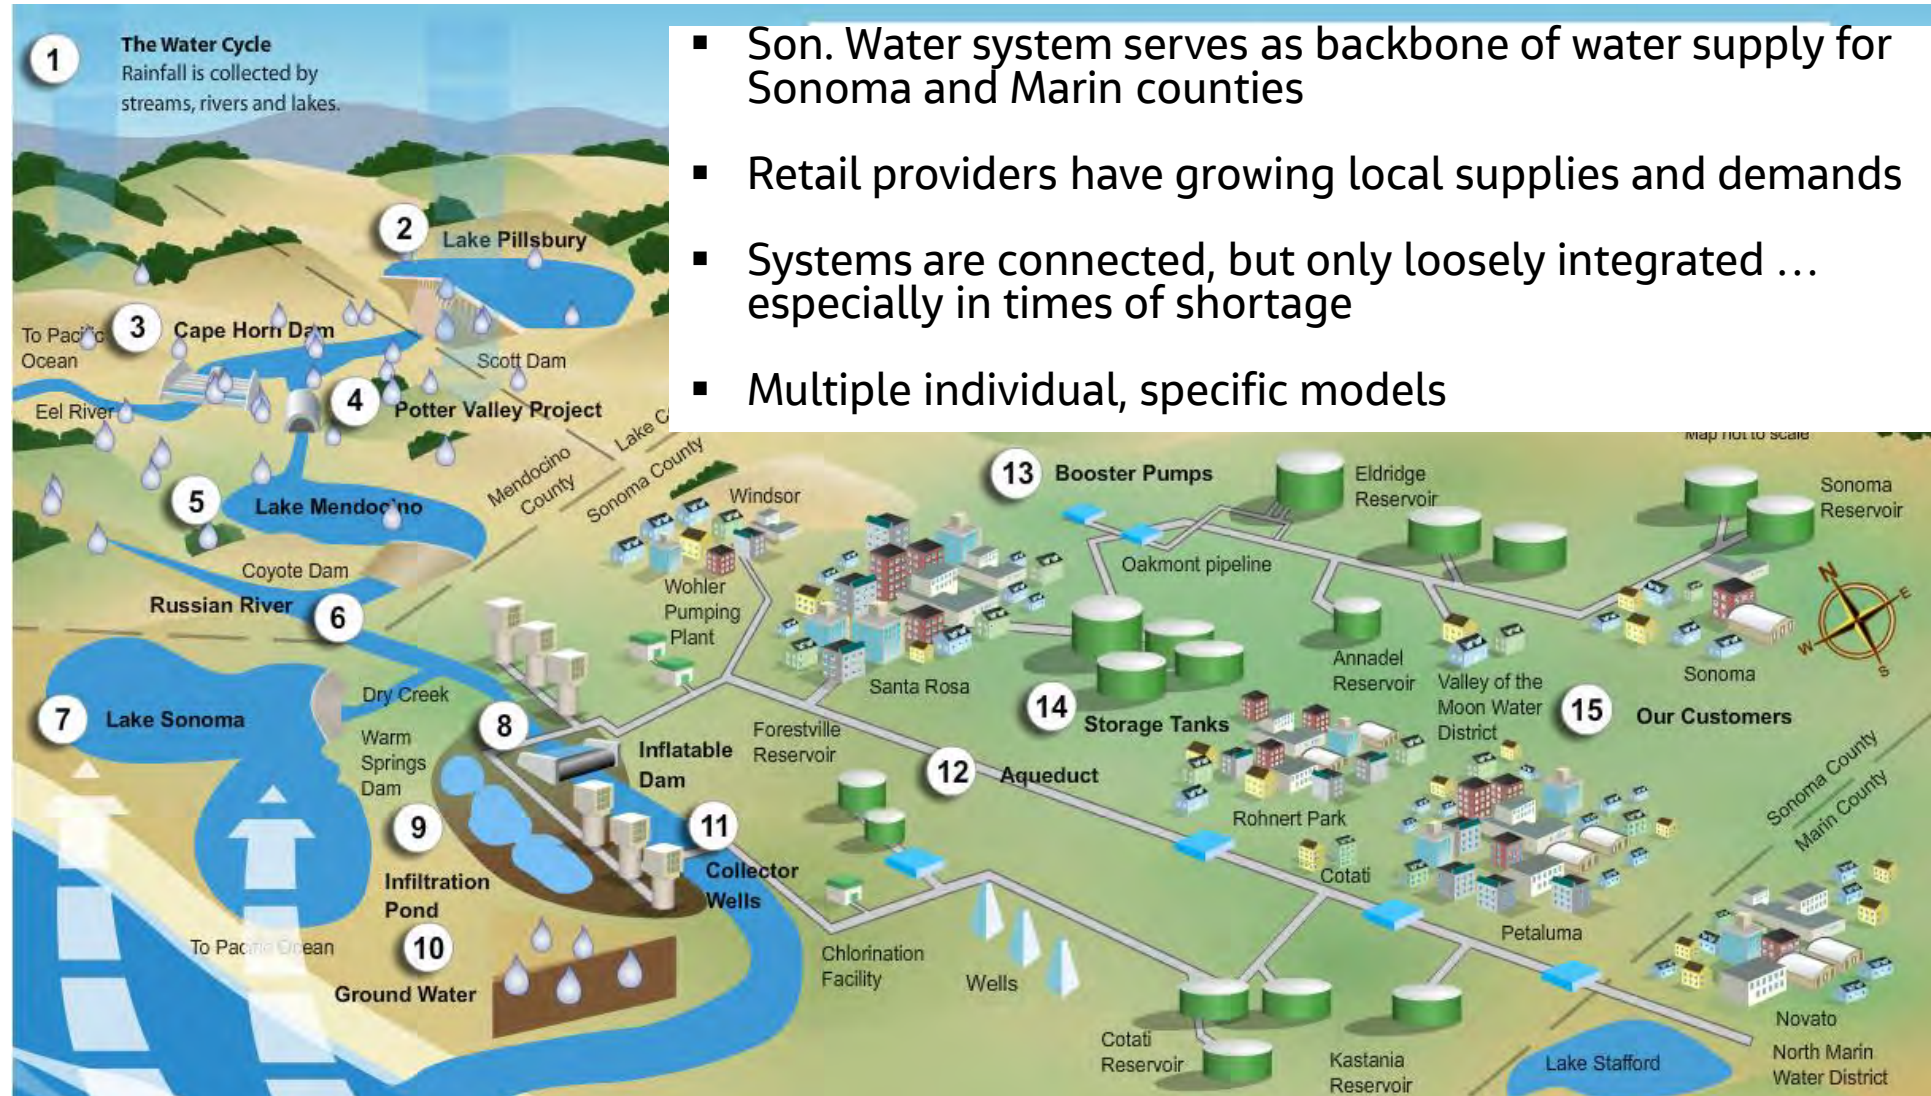 1
The Water Cycle
Rainfall is collected by
streams, rivers and lakes.
▪ Son. Water system serves as backbone of water supply for
Sonoma and Marin counties
▪ Retail providers have growing local supplies and demands
▪ Systems are connected, but only loosely integrated …
especially in times of shortage
▪ Multiple individual, specific models
2
Lake Pillsbury
3
Cape Horn Dam
To Pacific
Ocean
Scott Dam
Eel River
4
Potter Valley Project
Lake
Mendocino
County
Sonoma County
5
Lake Mendocino
Coyote Dam
Russian River
6
7
Lake Sonoma
Dry Creek
Warm
Springs
Dam
8
Inflatable
Dam
9
Infiltration
Pond
10
Ground Water
To Pacific Ocean
11
Collector
Wells
Windsor
Wohler
Pumping
Plant
Santa Rosa
Forestville
Reservoir
12
Aqueduct
Chlorination
Facility
Wells
13
Booster Pumps
Eldridge
Reservoir
Map not to scale
Sonoma
Reservoir
Oakmont pipeline
N
E
W
S
Annadel
Reservoir
Valley of the
Moon Water
District
Sonoma
14
Storage Tanks
15
Our Customers
Rohnert Park
Cotati
Petaluma
Sonoma County
Marin County
Cotati
Reservoir
Kastania
Reservoir
Lake Stafford
Novato
North Marin
Water District